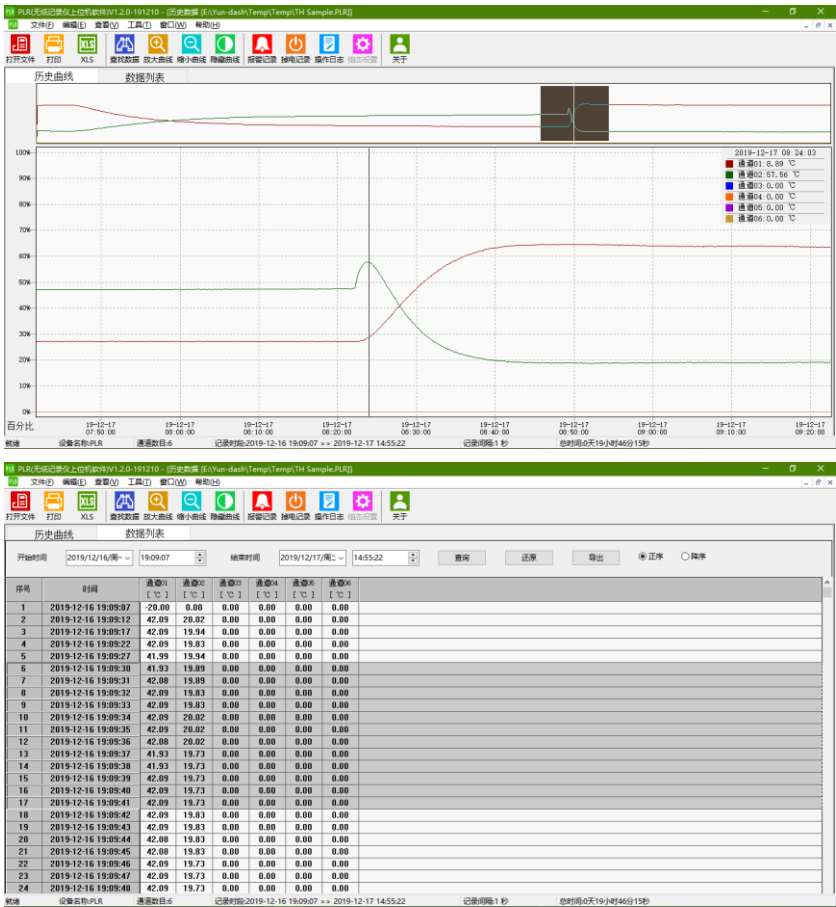 PLR(无纸记录仪上位机软件)V1.2.0-191210 - [历史数据 [E:\Yun-dash\Temp\Temp\TH Sample.PLR]]
文件(F) 编辑(E) 查看(V) 工具(T) 窗口(W) 帮助(H)
打开文件 打印 XLS 查找数据 放大曲线 缩小曲线 隐藏曲线 报警记录 掉电记录 操作日志 组态设置 关于
历史曲线 数据列表
2019-12-17 08:24:03
通道01:8.89 ℃
通道02:57.56 ℃
通道03:0.00 ℃
通道04:0.00 ℃
通道05:0.00 ℃
通道06:0.00 ℃
100%
90%
80%
70%
60%
50%
40%
30%
20%
10%
0%
百分比 19-12-17 19-12-17 19-12-17 19-12-17 19-12-17 19-12-17 19-12-17 19-12-17 19-12-17 19-12-17
07:50:00 08:00:00 08:10:00 08:20:00 08:30:00 08:40:00 08:50:00 09:00:00 09:10:00 09:20:00
就绪 设备名称:PLR 通道数目:6 记录时段:2019-12-16 19:09:07 >> 2019-12-17 14:55:22 记录间隔:1 秒 总时间:0天19小时46分15秒
PLR(无纸记录仪上位机软件)V1.2.0-191210 - [历史数据 [E:\Yun-dash\Temp\Temp\TH Sample.PLR]]
文件(F) 编辑(E) 查看(V) 工具(T) 窗口(W) 帮助(H)
打开文件 打印 XLS 查找数据 放大曲线 缩小曲线 隐藏曲线 报警记录 掉电记录 操作日志 组态设置 关于
历史曲线 数据列表
开始时间 2019/12/16/周一 19:09:07 结束时间 2019/12/17/周二 14:55:22 查询 还原 导出 正序 降序
序号 时间 通道01 通道02 通道03 通道04 通道05 通道06
[ ℃ ] [ ℃ ] [ ℃ ] [ ℃ ] [ ℃ ] [ ℃ ]
1 2019-12-16 19:09:07 -20.00 0.00 0.00 0.00 0.00 0.00
2 2019-12-16 19:09:12 42.09 20.02 0.00 0.00 0.00 0.00
3 2019-12-16 19:09:17 42.09 19.94 0.00 0.00 0.00 0.00
4 2019-12-16 19:09:22 42.09 19.83 0.00 0.00 0.00 0.00
5 2019-12-16 19:09:27 41.99 19.94 0.00 0.00 0.00 0.00
6 2019-12-16 19:09:30 41.93 19.89 0.00 0.00 0.00 0.00
7 2019-12-16 19:09:31 42.08 19.89 0.00 0.00 0.00 0.00
8 2019-12-16 19:09:32 42.09 19.83 0.00 0.00 0.00 0.00
9 2019-12-16 19:09:33 42.09 19.83 0.00 0.00 0.00 0.00
10 2019-12-16 19:09:34 42.09 20.02 0.00 0.00 0.00 0.00
11 2019-12-16 19:09:35 42.09 20.02 0.00 0.00 0.00 0.00
12 2019-12-16 19:09:36 42.08 20.02 0.00 0.00 0.00 0.00
13 2019-12-16 19:09:37 41.93 19.73 0.00 0.00 0.00 0.00
14 2019-12-16 19:09:38 41.93 19.73 0.00 0.00 0.00 0.00
15 2019-12-16 19:09:39 42.09 19.73 0.00 0.00 0.00 0.00
16 2019-12-16 19:09:40 42.09 19.73 0.00 0.00 0.00 0.00
17 2019-12-16 19:09:41 42.09 19.73 0.00 0.00 0.00 0.00
18 2019-12-16 19:09:42 42.09 19.83 0.00 0.00 0.00 0.00
19 2019-12-16 19:09:43 42.09 19.83 0.00 0.00 0.00 0.00
20 2019-12-16 19:09:44 42.08 19.83 0.00 0.00 0.00 0.00
21 2019-12-16 19:09:45 42.08 19.83 0.00 0.00 0.00 0.00
22 2019-12-16 19:09:46 42.09 19.73 0.00 0.00 0.00 0.00
23 2019-12-16 19:09:47 42.09 19.73 0.00 0.00 0.00 0.00
24 2019-12-16 19:09:48 42.09 19.73 0.00 0.00 0.00 0.00
就绪 设备名称:PLR 通道数目:6 记录时段:2019-12-16 19:09:07 >> 2019-12-17 14:55:22 记录间隔:1 秒 总时间:0天19小时46分15秒